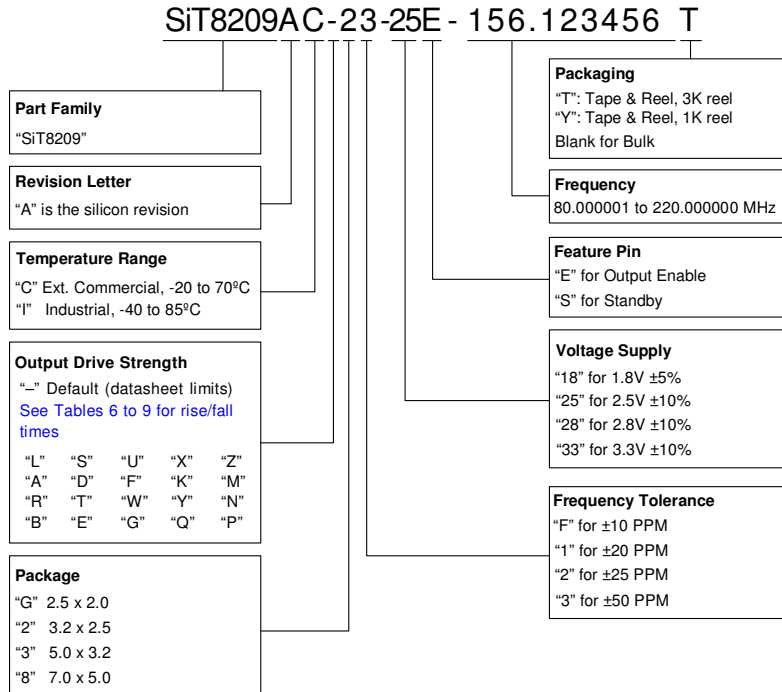 SiT8209AC-23-25E - 156.123456 T
Part Family
“SiT8209”
Revision Letter
“A” is the silicon revision
Temperature Range
“C” Ext. Commercial, -20 to 70ºC
“I” Industrial, -40 to 85ºC
Output Drive Strength
“–” Default (datasheet limits)
See Tables 6 to 9 for rise/fall
times
“L” “S” “U” “X” “Z”
“A” “D” “F” “K” “M”
“R” “T” “W” “Y” “N”
“B” “E” “G” “Q” “P”
Package
“G” 2.5 x 2.0
“2” 3.2 x 2.5
“3” 5.0 x 3.2
“8” 7.0 x 5.0
Packaging
“T”: Tape & Reel, 3K reel
“Y”: Tape & Reel, 1K reel
Blank for Bulk
Frequency
80.000001 to 220.000000 MHz
Feature Pin
“E” for Output Enable
“S” for Standby
Voltage Supply
“18” for 1.8V ±5%
“25” for 2.5V ±10%
“28” for 2.8V ±10%
“33” for 3.3V ±10%
Frequency Tolerance
“F” for ±10 PPM
“1” for ±20 PPM
“2” for ±25 PPM
“3” for ±50 PPM